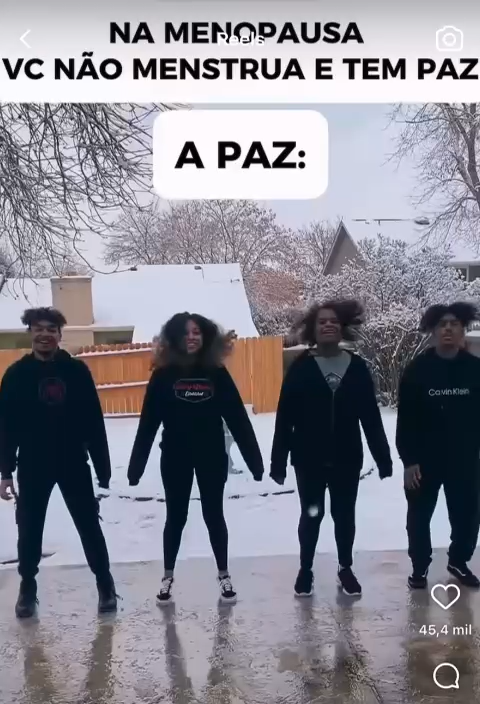 NA MENOPAUSA
Reels
VC NÃO MENSTRUA E TEM PAZ
A PAZ:
Calvin Klein
45,4 mil